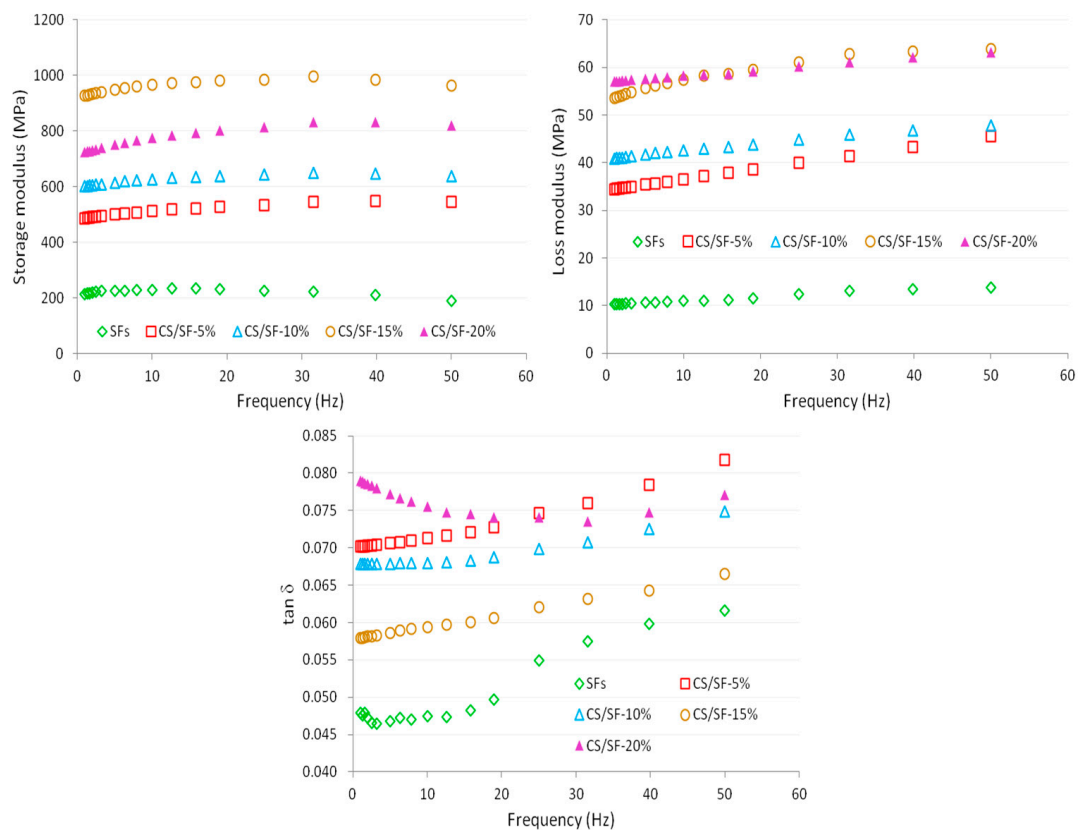 1200
1000
800
600
400
200
0
Storage modulus (MPa)
SFs CS/SF-5% CS/SF-10% CS/SF-15% CS/SF-20%
0 10 20 30 40 50 60
Frequency (Hz)
70
60
50
40
30
20
10
0
Loss modulus (MPa)
SFs CS/SF-5% CS/SF-10% CS/SF-15% CS/SF-20%
0 10 20 30 40 50 60
Frequency (Hz)
0.085
0.080
0.075
0.070
0.065
0.060
0.055
0.050
0.045
0.040
tan δ
SFs CS/SF-5%
CS/SF-10% CS/SF-15%
CS/SF-20%
0 10 20 30 40 50 60
Frequency (Hz)